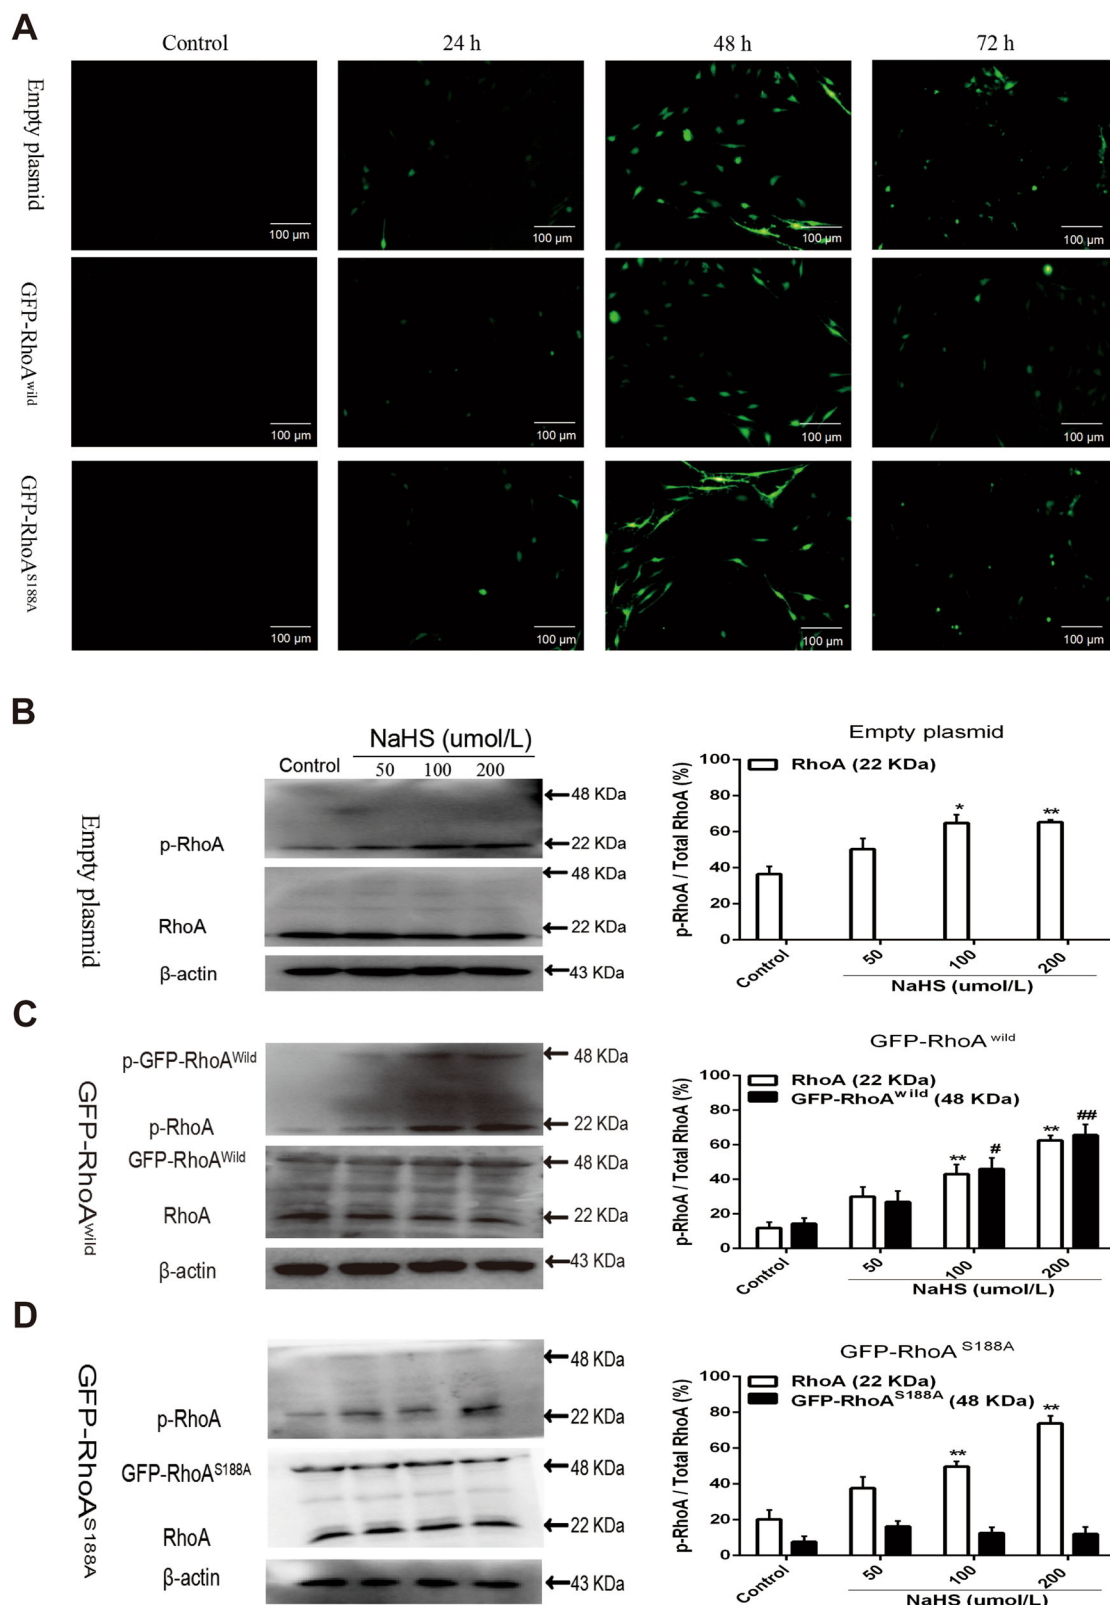 A
Control 24 h 48 h 72 h
Empty plasmid
100 μm 100 μm 100 μm 100 μm
GFP-RhoAwild
100 μm 100 μm 100 μm 100 μm
GFP-RhoAS188A
100 μm 100 μm 100 μm 100 μm
B
Empty plasmid
NaHS (umol/L)
Control 50 100 200
48 KDa
p-RhoA 22 KDa
48 KDa
RhoA 22 KDa
β-actin 43 KDa
Empty plasmid
RhoA (22 KDa)
p-RhoA / Total RhoA (%)
100
80
60
40
20
0
* **
Control 50 100 200
NaHS (umol/L)
C
GFP-RhoAwild
p-GFP-RhoAWild 48 KDa
p-RhoA 22 KDa
GFP-RhoAWild 48 KDa
RhoA 22 KDa
β-actin 43 KDa
GFP-RhoA wild
RhoA (22 KDa)
GFP-RhoAwild (48 KDa)
p-RhoA / Total RhoA (%)
100
80
60
40
20
0
** # ** ##
Control 50 100 200
NaHS (umol/L)
D
GFP-RhoAS188A
48 KDa
p-RhoA 22 KDa
GFP-RhoAS188A 48 KDa
RhoA 22 KDa
β-actin 43 KDa
GFP-RhoA S188A
RhoA (22 KDa)
GFP-RhoAS188A (48 KDa)
p-RhoA / Total RhoA (%)
100
80
60
40
20
0
** **
Control 50 100 200
NaHS (umol/L)